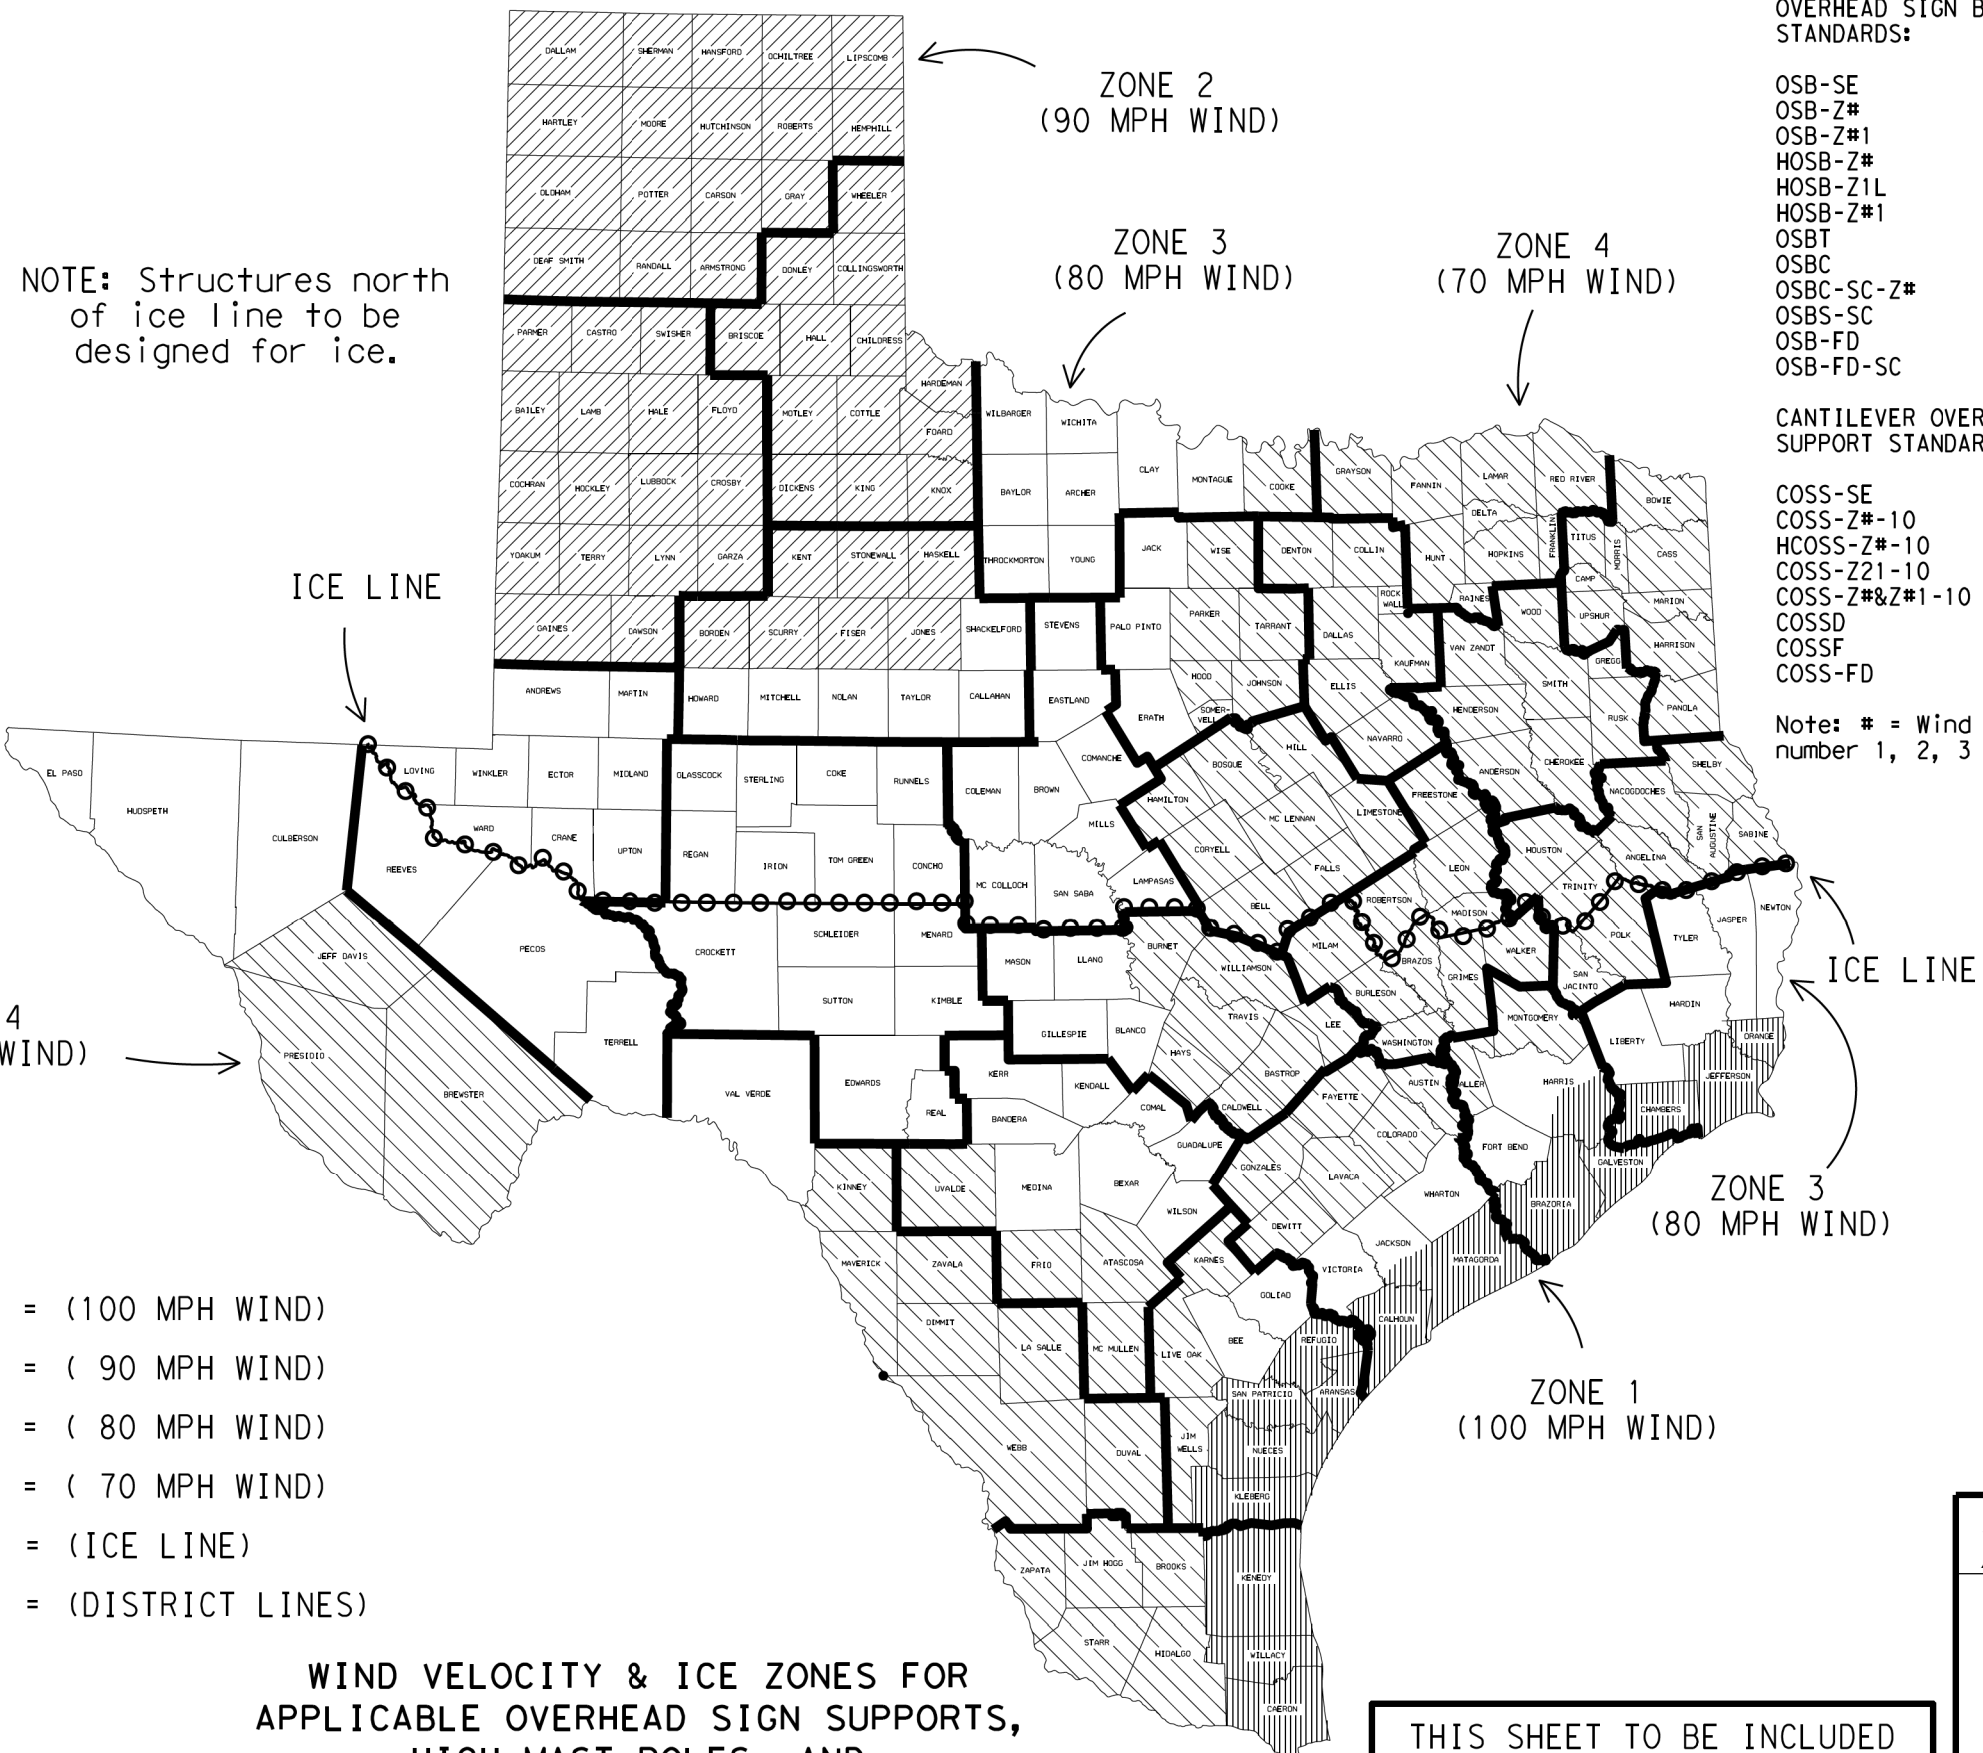 OVERHEAD SIGN B
STANDARDS:
OSB-SE
OSB-Z#
OSB-Z#1
HOSB-Z#
HOSB-Z1L
HOSB-Z#1
OSBT
OSBC
OSBC-SC-Z#
OSBS-SC
OSB-FD
OSB-FD-SC
CANTILEVER OVER
SUPPORT STANDAR
COSS-SE
COSS-Z#-10
HCOSS-Z#-10
COSS-Z21-10
COSS-Z#&Z#1-10
COSSD
COSSF
COSS-FD
Note: # = Wind
number 1, 2, 3
ZONE 2
(90 MPH WIND)
ZONE 3
(80 MPH WIND)
ZONE 4
(70 MPH WIND)
NOTE: Structures north
of ice line to be
designed for ice.
ICE LINE
DALLAM
SHERMAN
HANSFORD
OCHILTREE
LIPSCOMB
HARTLEY
MOORE
HUTCHINSON
ROBERTS
HEMPHILL
OLDHAM
POTTER
CARSON
GRAY
WHEELER
DEAF SMITH
RANDALL
ARMSTRONG
DONLEY
COLLINGSWORTH
PARMER
CASTRO
SWISHER
BRISCOE
HALL
CHILDRESS
BAILEY
LAMB
HALE
FLOYD
MOTLEY
COTTLE
HARDEMAN
FOARD
WILBARGER
WICHITA
COCHRAN
HOCKLEY
LUBBOCK
CROSBY
DICKENS
KING
KNOX
BAYLOR
ARCHER
CLAY
MONTAGUE
COOKE
GRAYSON
FANNIN
LAMAR
RED RIVER
BOWIE
DELTA
YOAKUM
TERRY
LYNN
GARZA
KENT
STONEWALL
HASKELL
THROCKMORTON
YOUNG
JACK
WISE
DENTON
COLLIN
HUNT
HOPKINS
FRANKLIN
TITUS
MORRIS
CASS
CAMP
GAINES
DAWSON
BORDEN
SCURRY
FISER
JONES
SHACKELFORD
STEVENS
PALO PINTO
PARKER
TARRANT
DALLAS
ROCK
WALL
RAINES
WOOD
UPSHUR
MARION
HARRISON
KAUFMAN
VAN ZANDT
GREGG
ANDREWS
MARTIN
HOWARD
MITCHELL
NOLAN
TAYLOR
CALLAHAN
EASTLAND
ERATH
HOOD
SOMER-
VELL
JOHNSON
ELLIS
HENDERSON
SMITH
RUSK
PANOLA
NAVARRO
EL PASO
HUDSPETH
CULBERSON
LOVING
WINKLER
ECTOR
MIDLAND
GLASSCOCK
STERLING
COKE
RUNNELS
COLEMAN
BROWN
COMANCHE
BOSQUE
HILL
ANDERSON
CHEROKEE
SHELBY
NACOGDOCHES
REEVES
WARD
CRANE
UPTON
REGAN
IRION
TOM GREEN
CONCHO
MILLS
HAMILTON
MC LENNAN
LIMESTONE
FREESTONE
CORYELL
FALLS
LEON
HOUSTON
ANGELINA
SAN
AUGUSTINE
SABINE
MC COLLOCH
SAN SABA
LAMPASAS
BELL
ROBERTSON
MADISON
TRINITY
JASPER
NEWTON
JEFF DAVIS
PECOS
CROCKETT
SCHLEIDER
MENARD
MASON
LLANO
BURNET
WILLIAMSON
MILAM
BRAZOS
GRIMES
WALKER
POLK
TYLER
SAN
JACINTO
HARDIN
ICE LINE
SUTTON
KIMBLE
GILLESPIE
BLANCO
TRAVIS
BURLESON
LEE
WASHINGTON
MONTGOMERY
LIBERTY
ORANGE
4
WIND)
PRESIDIO
BREWSTER
TERRELL
VAL VERDE
EDWARDS
REAL
KERR
KENDALL
BANDERA
COMAL
HAYS
CALDWELL
BASTROP
FAYETTE
AUSTIN
ALLER
HARRIS
CHAMBERS
JEFFERSON
GUADALUPE
COLORADO
FORT BEND
GALVESTON
KINNEY
UVALDE
MEDINA
BEXAR
WILSON
GONZALES
LAVACA
WHARTON
BRAZORIA
ZONE 3
(80 MPH WIND)
MAVERICK
ZAVALA
FRIO
ATASCOSA
KARNES
DEWITT
VICTORIA
JACKSON
MATAGORDA
GOLIAD
CALHOUN
DIMMIT
LA SALLE
MC MULLEN
LIVE OAK
BEE
REFUGIO
SAN PATRICIO
ARANSAS
ZONE 1
(100 MPH WIND)
WEBB
DUVAL
JIM
WELLS
NUECES
KLEBERG
ZAPATA
JIM HOGG
BROOKS
KENEDY
STARR
HIDALGO
WILLACY
CAERON
= (100 MPH WIND)
= ( 90 MPH WIND)
= ( 80 MPH WIND)
= ( 70 MPH WIND)
= (ICE LINE)
= (DISTRICT LINES)
WIND VELOCITY & ICE ZONES FOR
APPLICABLE OVERHEAD SIGN SUPPORTS,
HIGH MAST POLES, AND
THIS SHEET TO BE INCLUDED